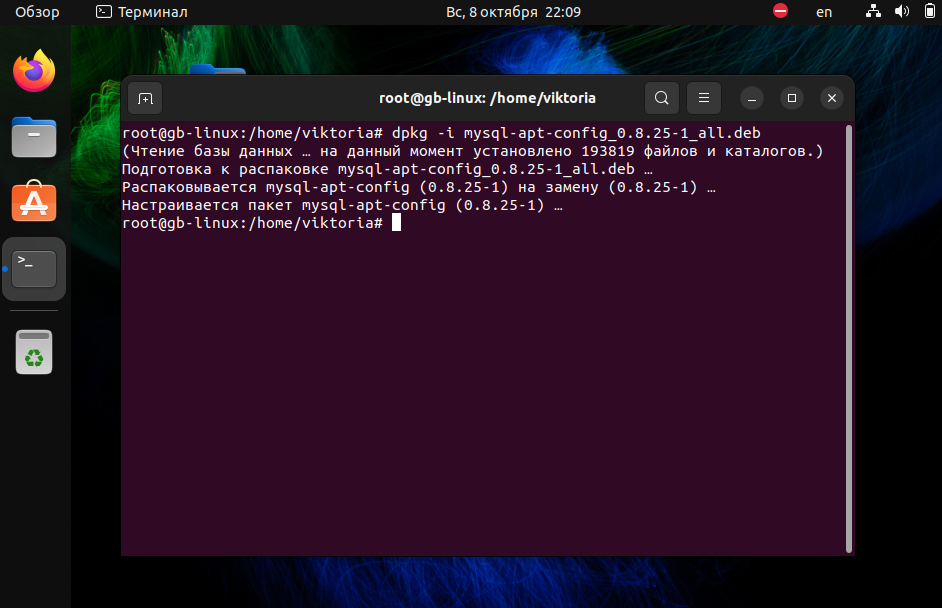 Обзор Терминал Вс, 8 октября 22:09 en
root@gb-linux: /home/viktoria
root@gb-linux:/home/viktoria# dpkg -i mysql-apt-config_0.8.25-1_all.deb
(Чтение базы данных … на данный момент установлено 193819 файлов и каталогов.)
Подготовка к распаковке mysql-apt-config_0.8.25-1_all.deb …
Распаковывается mysql-apt-config (0.8.25-1) на замену (0.8.25-1) …
Настраивается пакет mysql-apt-config (0.8.25-1) …
root@gb-linux:/home/viktoria#